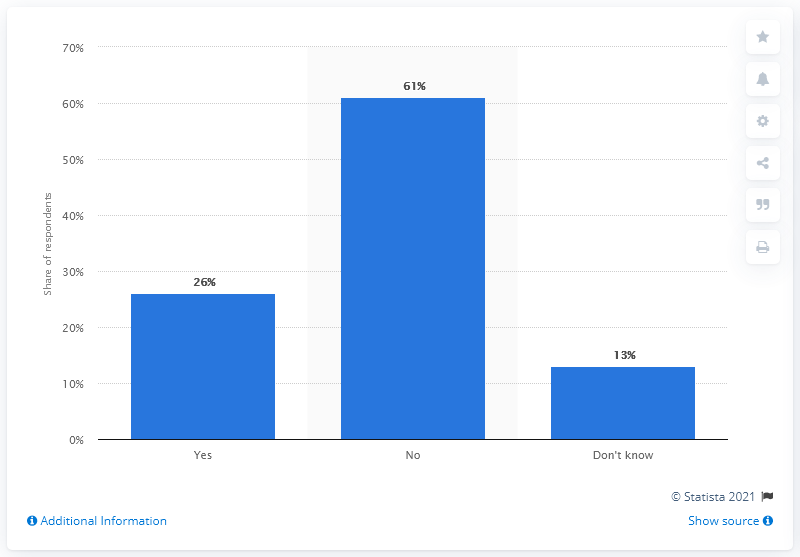 70%
60%
50%
40%
30%
20%
10%
0%
Share of respondents
26%
61%
13%
Yes
No
Don't know
© Statista 2021
Additional Information
Show source